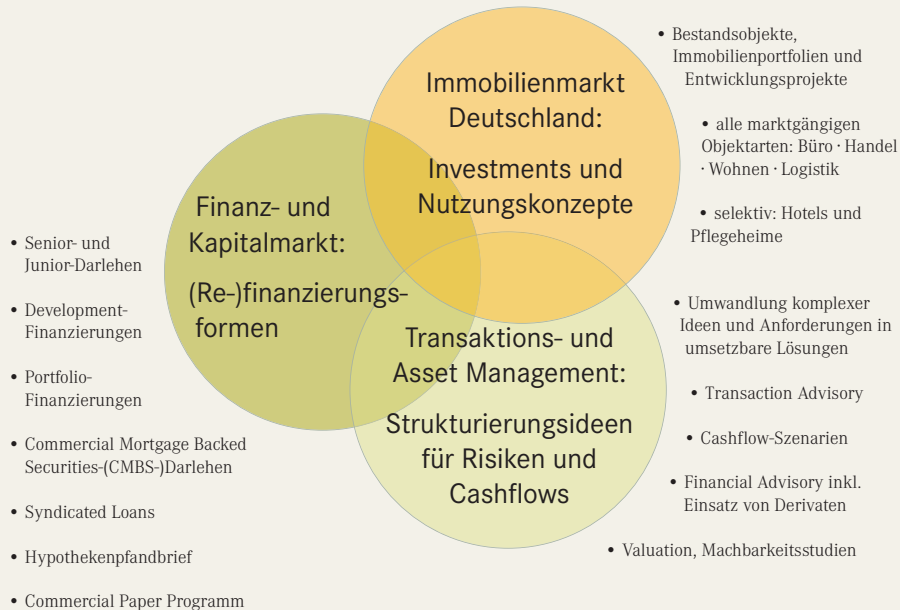 Immobilienmarkt
Deutschland:
Investments und
Nutzungskonzepte
• Bestandsobjekte,
Immobilienportfolien und
Entwicklungsprojekte
• alle marktgängigen
Objektarten: Büro · Handel
· Wohnen · Logistik
• selektiv: Hotels und
Pflegeheime
Finanz- und
Kapitalmarkt:
(Re-)finanzierungs-
formen
• Senior- und
Junior-Darlehen
• Development-
Finanzierungen
• Portfolio-
Finanzierungen
• Commercial Mortgage Backed
Securities-(CMBS-)Darlehen
• Syndicated Loans
• Hypothekenpfandbrief
• Commercial Paper Programm
Transaktions- und
Asset Management:
Strukturierungsideen
für Risiken und
Cashflows
• Umwandlung komplexer
Ideen und Anforderungen in
umsetzbare Lösungen
• Transaction Advisory
• Cashflow-Szenarien
• Financial Advisory inkl.
Einsatz von Derivaten
• Valuation, Machbarkeitsstudien